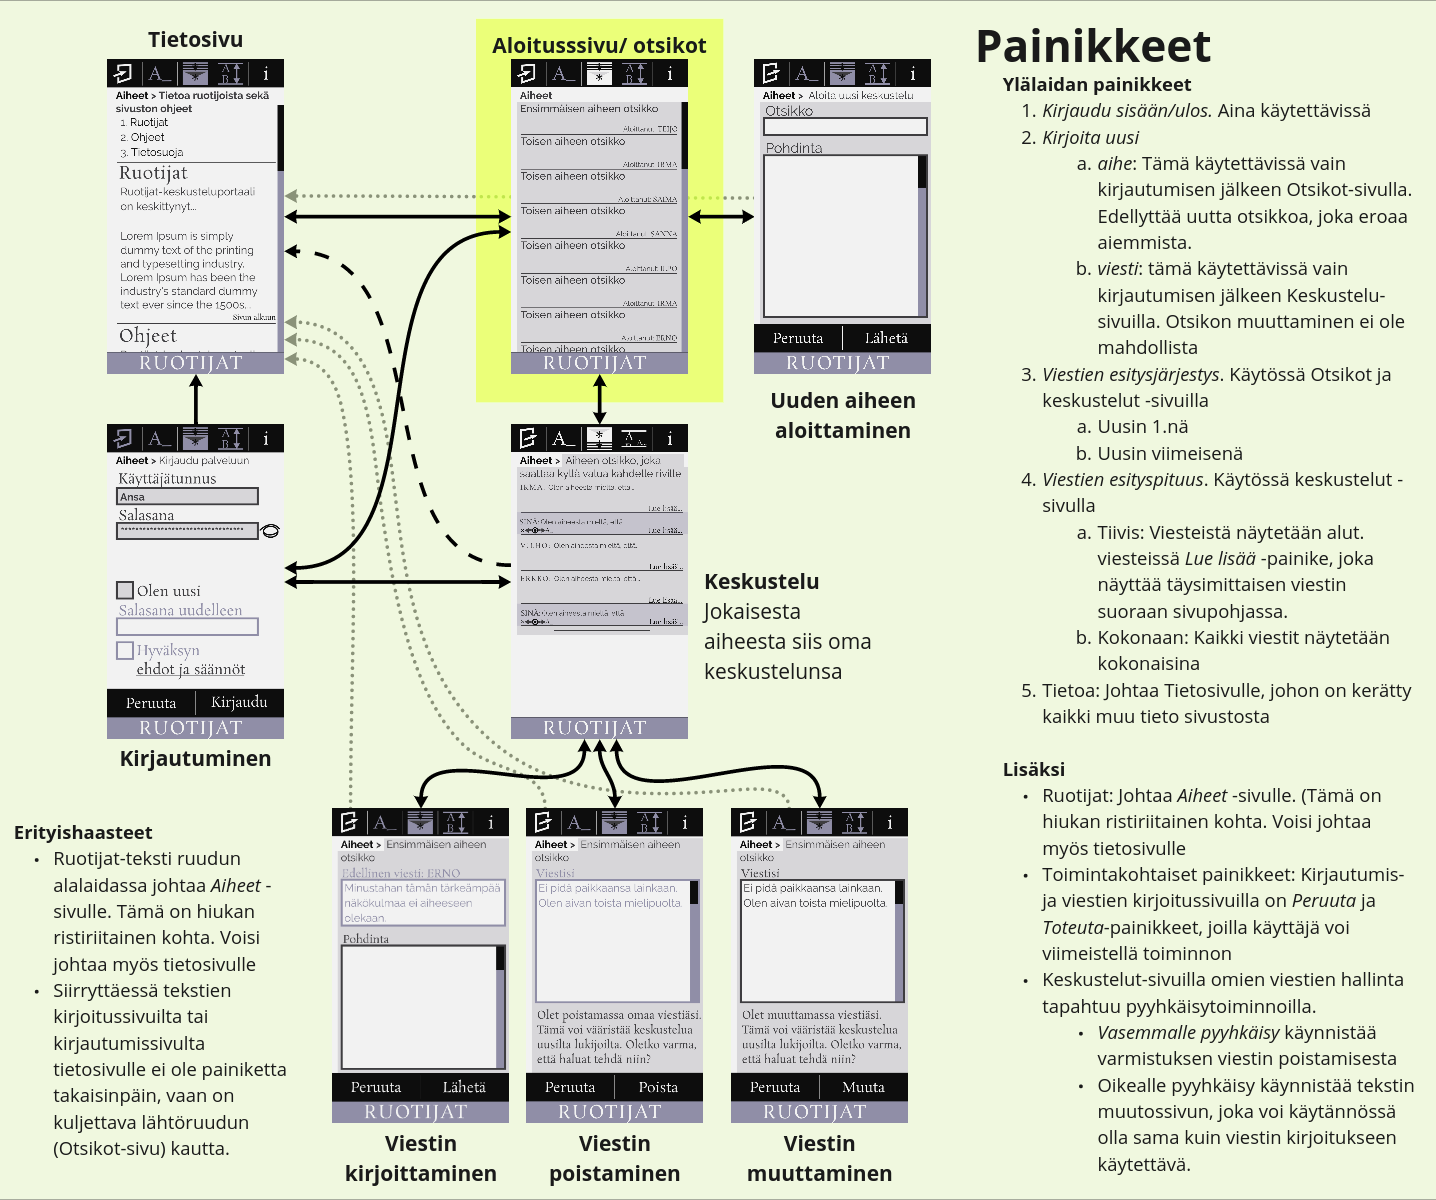 Tietosivu
A_
A
B
i
Aiheet > Tietoa ruotijoista sekä
sivuston ohjeet
1. Ruotijat
2. Ohjeet
3. Tietosuoja
Ruotijat
Ruotijat-keskusteluportaali
on keskittynyt...
Lorem Ipsum is simply
dummy text of the printing
and typesetting industry.
Lorem Ipsum has been the
industry's standard dummy
text ever since the 1500s...
Sivun alkuun
Ohjeet
RUOTIJAT
Aloitusssivu/ otsikot
A_
A
B
i
Aiheet
Ensimmäisen aiheen otsikko
Aloittanut TEIJO
Toisen aiheen otsikko
Aloittanut IRMA
Toisen aiheen otsikko
Aloittanut SAIMA
Toisen aiheen otsikko
Aloittanut SANNA
Toisen aiheen otsikko
Aloittanut
Toisen aiheen otsikko
Aloittanut IRMA
Toisen aiheen otsikko
Aloittanut ERNO
Toisen aiheen otsikko
RUOTIJAT
A_
A
B
i
Aiheet > Aloita uusi keskustelu
Otsikko
Pohdinta
Peruuta
Lähetä
RUOTIJAT
Uuden aiheen
aloittaminen
A_
A
B
i
Aiheet > Kirjaudu palveluun
Käyttäjätunnus
Ansa
Salasana
Olen uusi
Salasana uudelleen
Hyväksyn
ehdot ja säännöt
Peruuta
Kirjaudu
RUOTIJAT
Kirjautuminen
A_
i
Aiheet > Aiheen otsikko, joka
saattaa kyllä valua kahdelle riville
IRMA: Olen aiheesta mieltä, että...
Lue lisää...
SINÄ: Olen aiheesta mieltä, että
Lue lisää...
Olen aiheesta mieltä, että,
Lue lisää...
ERKKO: Olen aiheesta mieltä, että...
Lue lisää...
SINÄ: Olen aiheesta mieltä, että
Lue lisää...
RUOTIJAT
Keskustelu
Jokaisesta
aiheesta siis oma
keskustelunsa
Erityishaasteet
• Ruotijat-teksti ruudun
alalaidassa johtaa Aiheet -
sivulle. Tämä on hiukan
ristiriitainen kohta. Voisi
johtaa myös tietosivulle
• Siirryttäessä tekstien
kirjoitussivuilta tai
kirjautumissivulta
tietosivulle ei ole painiketta
takaisinpäin, vaan on
kuljettava lähtöruudun
(Otsikot-sivu) kautta.
A_
A
B
i
Aiheet > Ensimmäisen aiheen
otsikko
Edellinen viesti: ERNO
Minustahan tämän tärkeämpää
näkökulmaa ei aiheeseen
olekaan.
Pohdinta
Peruuta
Lähetä
RUOTIJAT
Viestin
kirjoittaminen
A_
A
B
i
Aiheet > Ensimmäisen aiheen
otsikko
Viestisi
Ei pidä paikkaansa lainkaan.
Olen aivan toista mielipuolta.
Olet poistamassa omaa viestiäsi.
Tämä voi vääristää keskustelua
uusilta lukijoilta. Oletko varma,
että haluat tehdä niin?
Peruuta
Poista
RUOTIJAT
Viestin
poistaminen
A_
A
B
i
Aiheet > Ensimmäisen aiheen
otsikko
Viestisi
Ei pidä paikkaansa lainkaan.
Olen aivan toista mielipuolta.
Olet muuttamassa viestiäsi.
Tämä voi vääristää keskustelua
uusilta lukijoilta. Oletko varma,
että haluat tehdä niin?
Peruuta
Muuta
RUOTIJAT
Viestin
muuttaminen
Painikkeet
Ylälaidan painikkeet
1. Kirjaudu sisään/ulos. Aina käytettävissä
2. Kirjoita uusi
a. aihe: Tämä käytettävissä vain
kirjautumisen jälkeen Otsikot-sivulla.
Edellyttää uutta otsikkoa, joka eroaa
aiemmista.
b. viesti: tämä käytettävissä vain
kirjautumisen jälkeen Keskustelu-
sivuilla. Otsikon muuttaminen ei ole
mahdollista
3. Viestien esitysjärjestys. Käytössä Otsikot ja
keskustelut -sivuilla
a. Uusin 1.nä
b. Uusin viimeisenä
4. Viestien esityspituus. Käytössä keskustelut -
sivulla
a. Tiivis: Viesteistä näytetään alut.
viesteissä Lue lisää -painike, joka
näyttää täysimittaisen viestin
suoraan sivupohjassa.
b. Kokonaan: Kaikki viestit näytetään
kokonaisina
5. Tietoa: Johtaa Tietosivulle, johon on kerätty
kaikki muu tieto sivustosta
Lisäksi
• Ruotijat: Johtaa Aiheet -sivulle. (Tämä on
hiukan ristiriitainen kohta. Voisi johtaa
myös tietosivulle
• Toimintakohtaiset painikkeet: Kirjautumis-
ja viestien kirjoitussivuilla on Peruuta ja
Toteuta-painikkeet, joilla käyttäjä voi
viimeistellä toiminnon
• Keskustelut-sivuilla omien viestien hallinta
tapahtuu pyyhkäisytoiminnoilla.
• Vasemmalle pyyhkäisy käynnistää
varmistuksen viestin poistamisesta
• Oikealle pyyhkäisy käynnistää tekstin
muutossivun, joka voi käytännössä
olla sama kuin viestin kirjoitukseen
käytettävä.